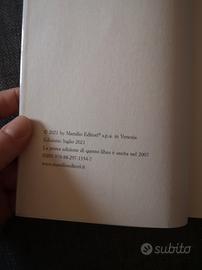 © 2021 by Marsilio Editori® s.p.a. in Venezia
Edizione: luglio 2021
La prima edizione di questo libro è uscita nel 2007
ISBN 978-88-297-1154-7
www.marsilioeditori.it
subito